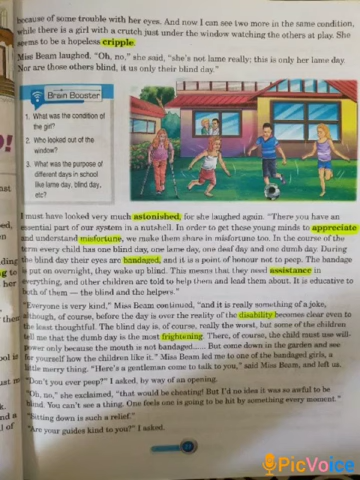 because of some trouble with her eyes. And now I can see two more in the same condition,
while there is a girl with a crutch just under the window watching the others at play. She
seems to be a hopeless cripple.
Miss Beam laughed, "Oh, no," she said, "she's not lame really; this is only her lame day.
Nor are those others blind, it us only their blind day."
Brain Booster
1. What was the condition of
the girl?
2. Who looked out of the
window?
3. What was the purpose of
different days in school
like lame day, blind day,
etc?
I must have looked very much astonished, for she laughed again. "There you have an
essential part of our system in a nutshell. In order to get these young minds to appreciate
and understand misfortune, we make them share in misfortune too. In the course of the
term every child has one blind day, one lame day, one deaf day and one dumb day. During
the blind day their eyes are bandaged, and it is a point of honour not to peep. The bandage
is put on overnight, they wake up blind. This means that they need assistance in
everything, and other children are told to help them and lead them about. It is educative to
both of them — the blind and the helpers."
"Everyone is very kind," Miss Beam continued, "and it is really something of a joke,
although, of course, before the day is over the reality of the disability becomes clear even to
the least thoughtful. The blind day is, of course, really the worst, but some of the children
tell me that the dumb day is the most frightening. There, of course, the child must use will-
power only because the mouth is not bandaged..... But come down in the garden and see
for yourself how the children like it." Miss Beam led me to one of the bandaged girls, a
little merry thing. "Here's a gentleman come to talk to you," said Miss Beam, and left us.
"Don't you ever peep?" I asked, by way of an opening.
"Oh, no," she exclaimed, "that would be cheating! But I'd no idea it was so awful to be
blind. You can't see a thing. One feels one is going to be hit by something every moment."
"Sitting down is such a relief."
"Are your guides kind to you?" I asked.
PicVoice